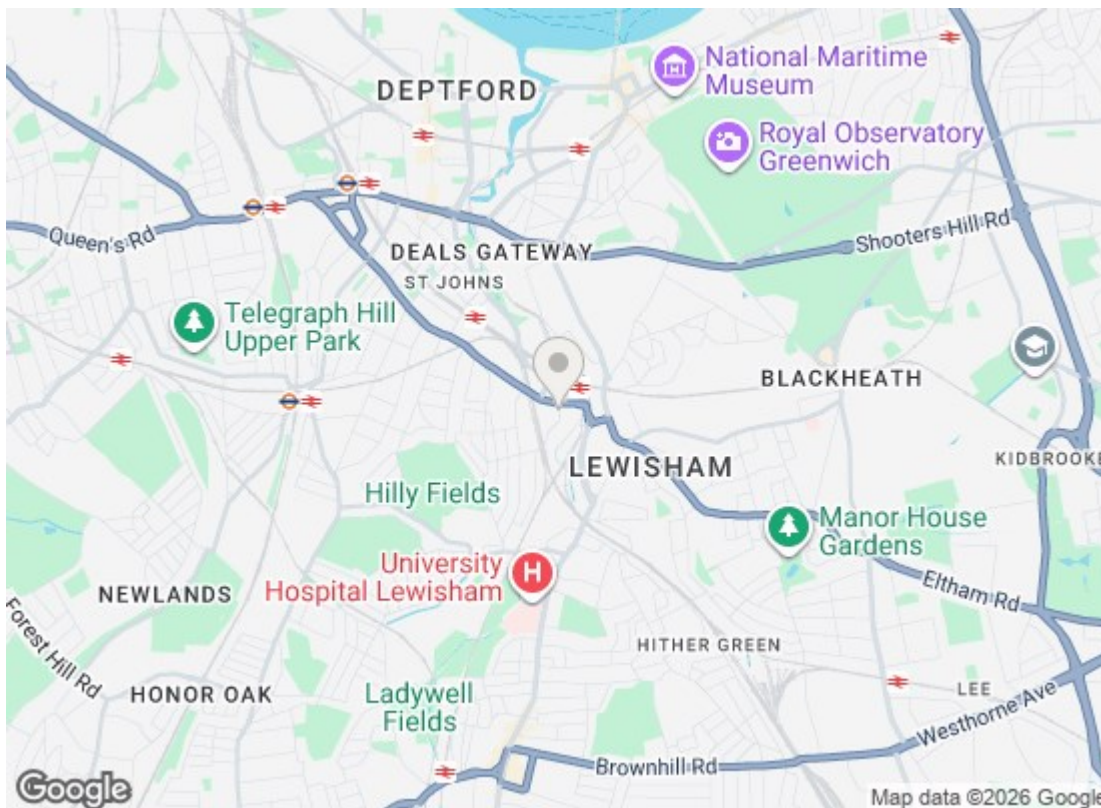 National Maritime
Museum
DEPTFORD
Royal Observatory
Greenwich
Queen's Rd
Shooters Hill Rd
DEALS GATEWAY
ST JOHNS
Telegraph Hill
Upper Park
BLACKHEATH
KIDBROOKE
LEWISHAM
Hilly Fields
Manor House
Gardens
University
Hospital Lewisham
H
NEWLANDS
Eltham Rd
Forest Hill Rd
HITHER GREEN
HONOR OAK
Ladywell
Fields
LEE
Westhorne Ave
Brownhill Rd
Google
Map data ©2026 Google